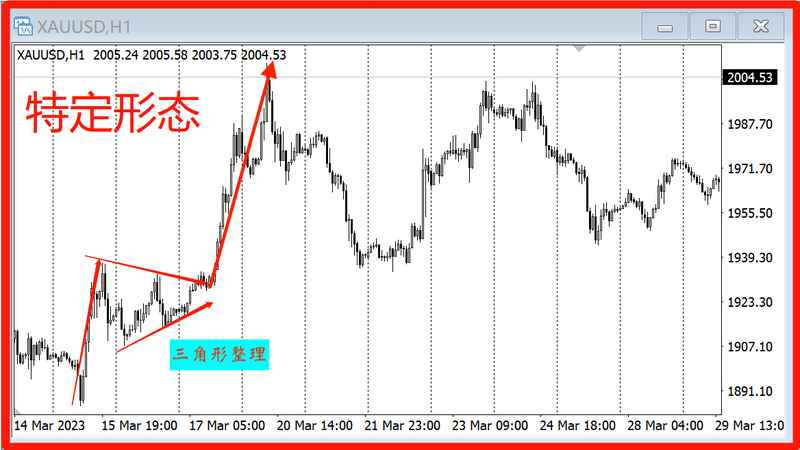 XAUUSD,H1
XAUUSD,H1 2005.24 2005.58 2003.75 2004.53
特定形态
三角形整理
2004.53
1987.70
1971.70
1955.50
1939.30
1923.30
1907.10
1891.10
14 Mar 2023 15 Mar 19:00 17 Mar 05:00 20 Mar 14:00 21 Mar 23:00 23 Mar 09:00 24 Mar 18:00 28 Mar 04:00 29 Mar 13:0